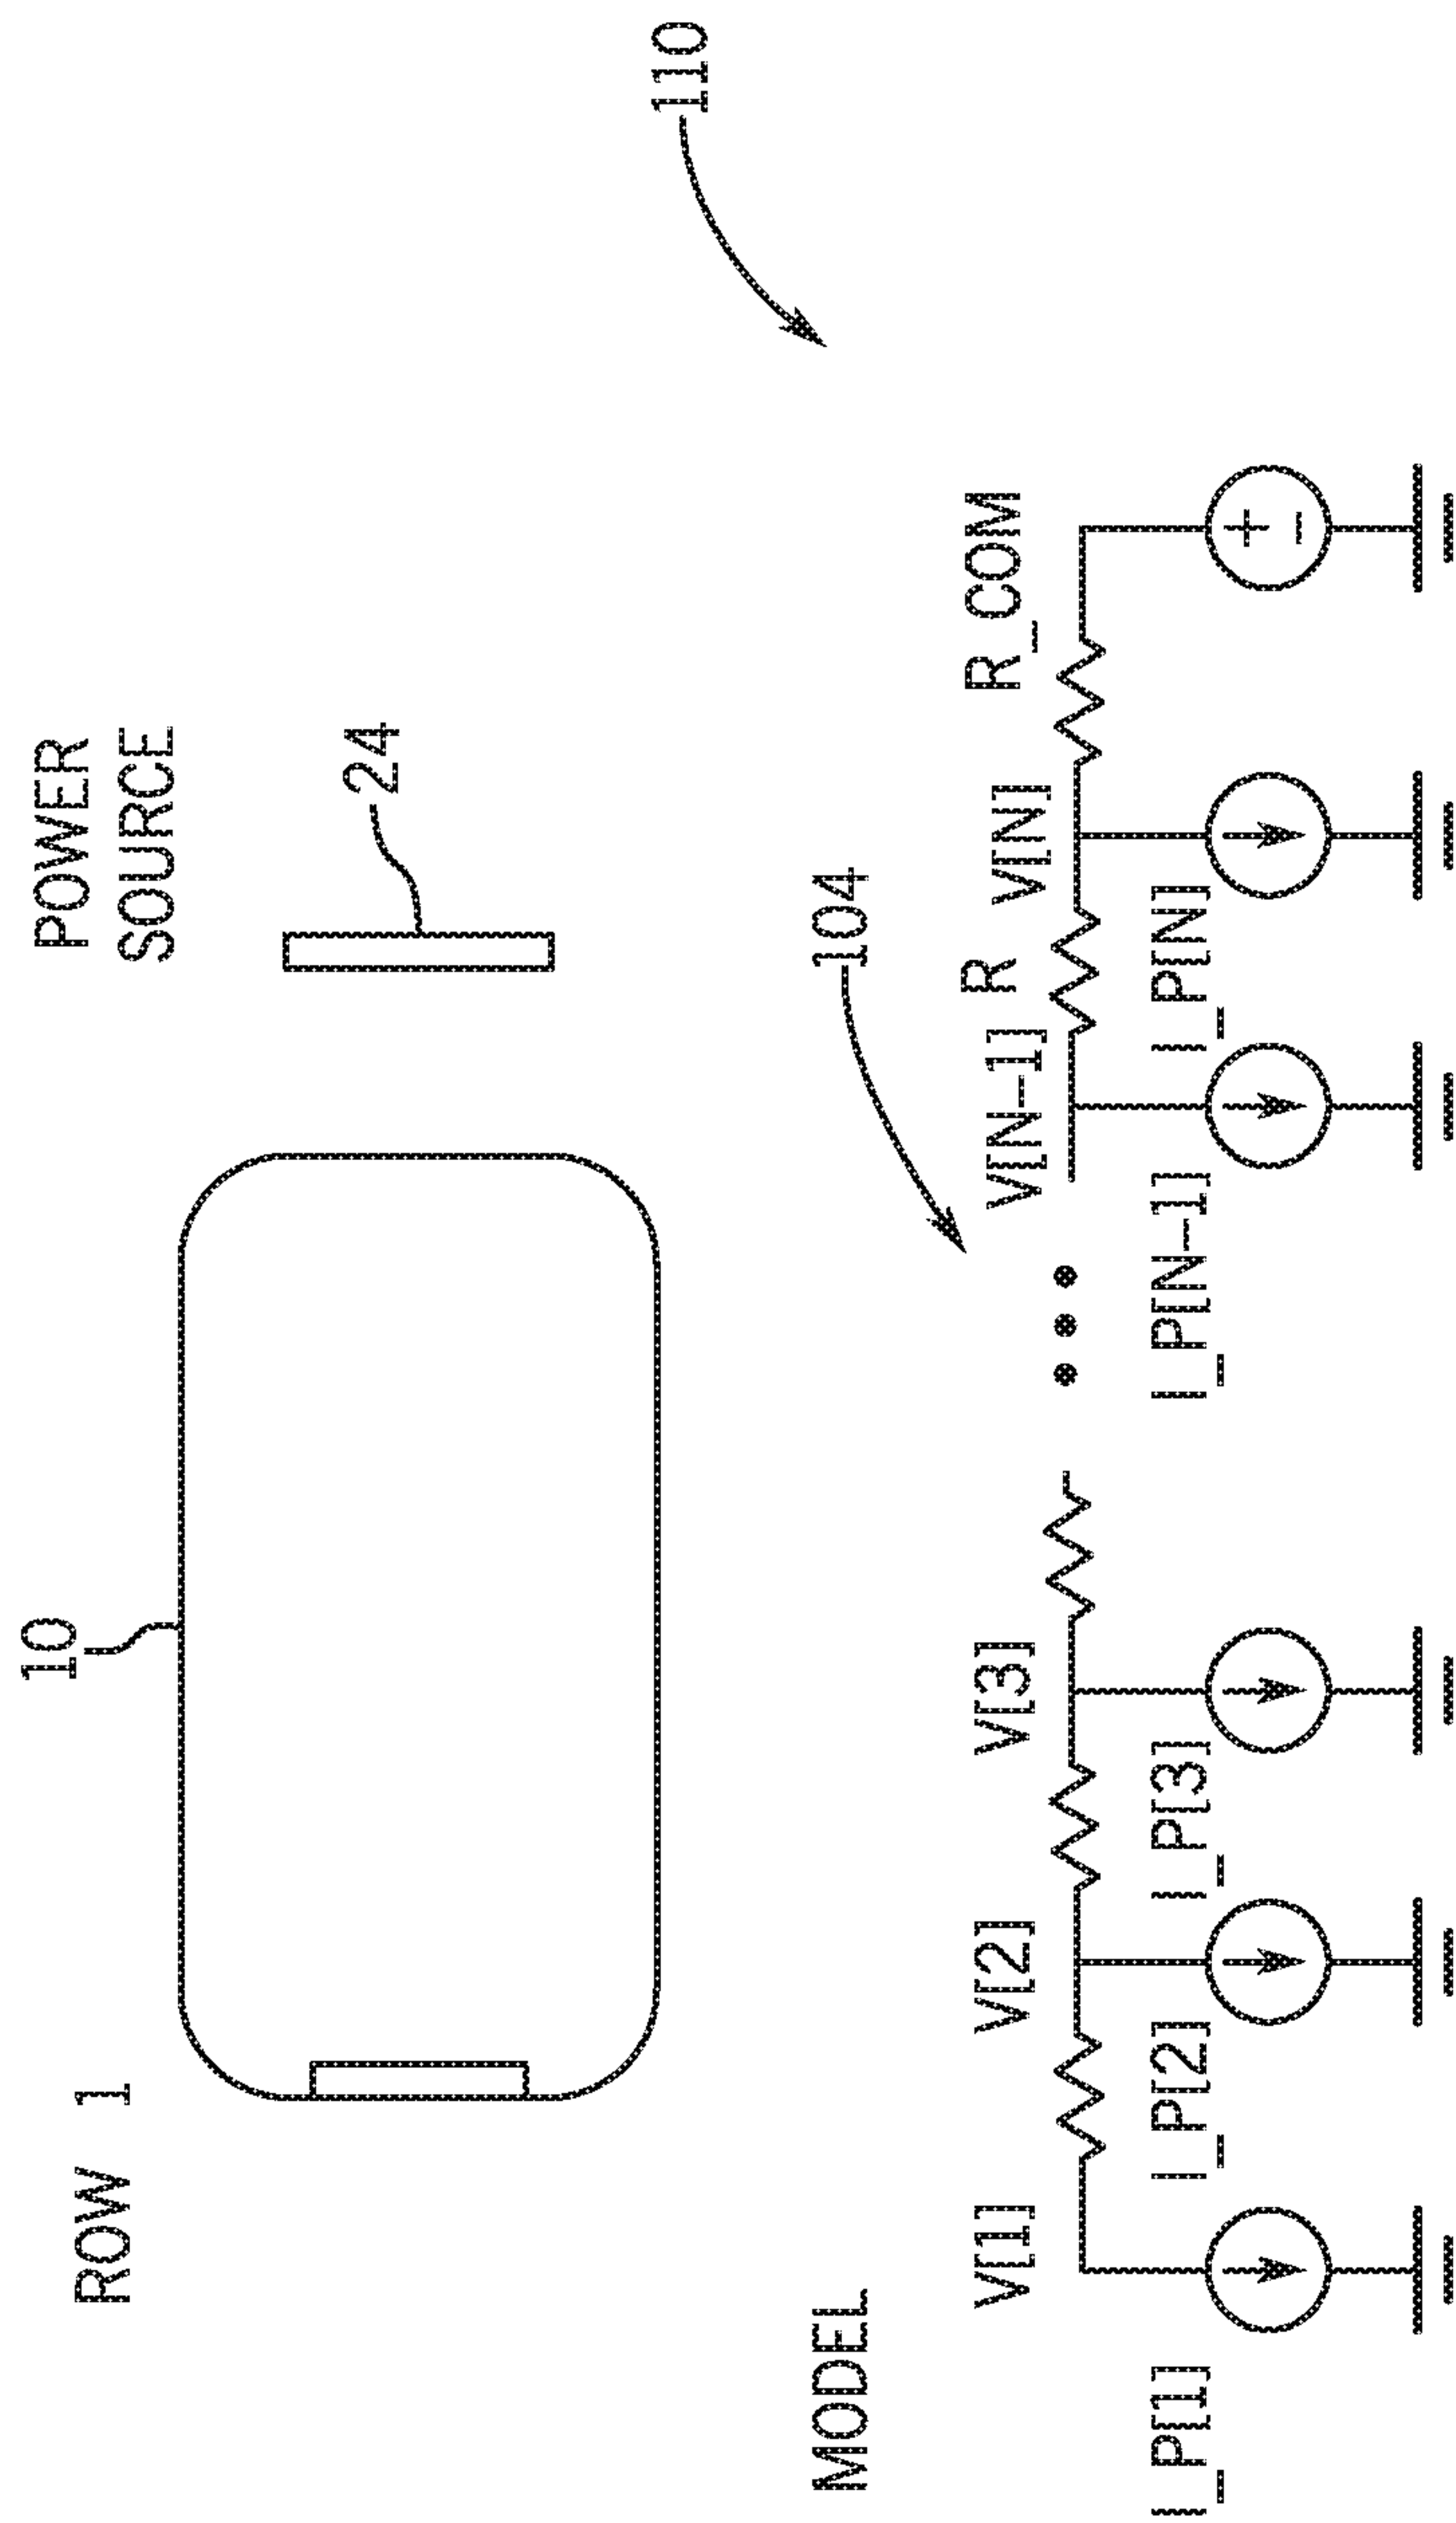 POWER
SOURCE
ROW 1
10
24
110
MODEL
104
V[1]
V[2]
V[3]
V[N-1]
R
V[N]
R_COM
I_P[1]
I_P[2]
I_P[3]
I_P[N-1]
I_P[N]
+
-